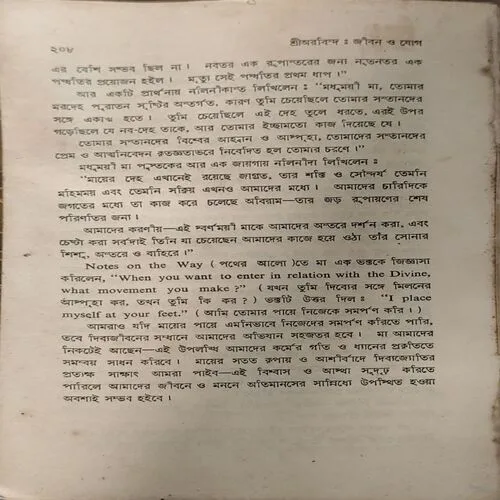 ২০৮ শ্রীঅরবিন্দ : জীবন ও যোগ
এর বেশি সম্ভব ছিল না। নবতর এক রূপান্তরের জন্য নূতনতর এক
পদ্ধতির প্রয়োজন হইল। মৃত্যু সেই পদ্ধতির প্রথম ধাপ।”
আর একটি প্রার্থনায় নলিনীকান্ত লিখিলেন : “মধুময়ী মা, তোমার
মরদেহ পুরাতন সৃষ্টির অন্তর্গত, কারণ তুমি চেয়েছিলে তোমার সন্তানদের
সঙ্গে একাত্ম হতে। তুমি চেয়েছিলে এই দেহ তুলে ধরতে, এরই উপর
গড়েছিলে যে নব-দেহ তাকে, আর তোমার ইচ্ছামতো কাজ দিয়েছে যে।
তোমার সন্তানদের বিশ্বের আহ্বান ও আস্পৃহা, তোমাদের সন্তানদের
প্রেম ও আত্মনিবেদন কৃতজ্ঞতাভরে নিবেদিত হল তোমার চরণে।”
মধুময়ী মা পুস্তকের আর এক জায়গায় নলিনীদা লিখিলেন :
“মায়ের দেহ এখানেই রয়েছে জাগ্রত, তার শক্তি ও সৌন্দর্য তেমনি
মহিমময় এবং তেমনি সক্রিয় এখনও আমাদের মধ্যে। আমাদের চারিদিকে
জগতের মধ্যে তা কাজ করে চলেছে অবিরাম—তার জড় রূপায়ণের শেষ
পরিণতির জন্য।
আমাদের করণীয়—এই স্বর্ণময়ী মাকে আমাদের অন্তরে দর্শন করা, এবং
চেষ্টা করা সর্বদাই তিনি যা চেয়েছেন আমাদের কাজে হয়ে ওঠা তাঁর সোনার
শিশু, অন্তরে ও বাহিরে।”
Notes on the Way (পথের আলো)তে মা এক ভক্তকে জিজ্ঞাসা
করিলেন, “When you want to enter in relation with the Divine,
what movement you make?” (যখন তুমি দিব্যের সঙ্গে মিলনের
আস্পৃহা কর, তখন তুমি কি কর?) ভক্তটি উত্তর দিল : “I place
myself at your feet.” (আমি তোমার পায়ে নিজেকে সমর্পণ করি।)
আমরাও যদি মায়ের পায়ে এমনিভাবে নিজেদের সমর্পণ করিতে পারি,
তবে দিব্যজীবনের সন্ধানে আমাদের অভিযান সহজতর হবে। মা আমাদের
নিকটেই আছেন—এই উপলব্ধি আমাদের কর্মের গতি ও ধ্যানের প্রকৃতিতে
সমন্বয় সাধন করিবে। মায়ের সতত কৃপায় ও আশীর্বাদে দিব্যজ্যোতির
প্রত্যক্ষ সাক্ষাৎ আমরা পাইব—এই বিশ্বাস ও আস্থা সুদৃঢ় করিতে
পারিলে আমাদের জীবনে ও মননে অতিমানসের সান্নিধ্যে উপস্থিত হওয়া
অবশ্যই সম্ভব হইবে।